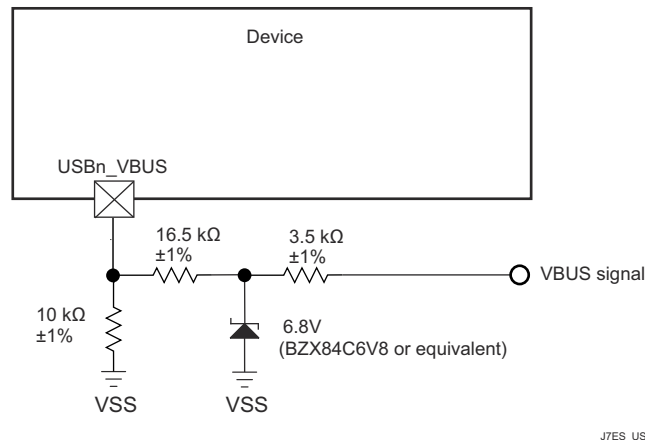 Device
USBn_VBUS
16.5 kΩ
±1%
3.5 kΩ
±1%
VBUS signal
10 kΩ
±1%
6.8V
(BZX84C6V8 or equivalent)
VSS
VSS
J7ES_US